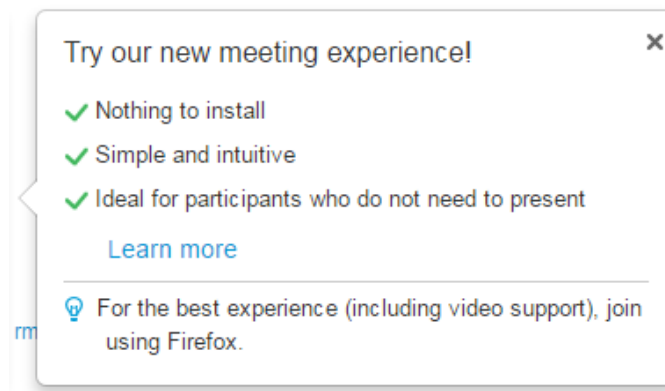 Try our new meeting experience!
Nothing to install
Simple and intuitive
Ideal for participants who do not need to present
Learn more
For the best experience (including video support), join
using Firefox.
rm